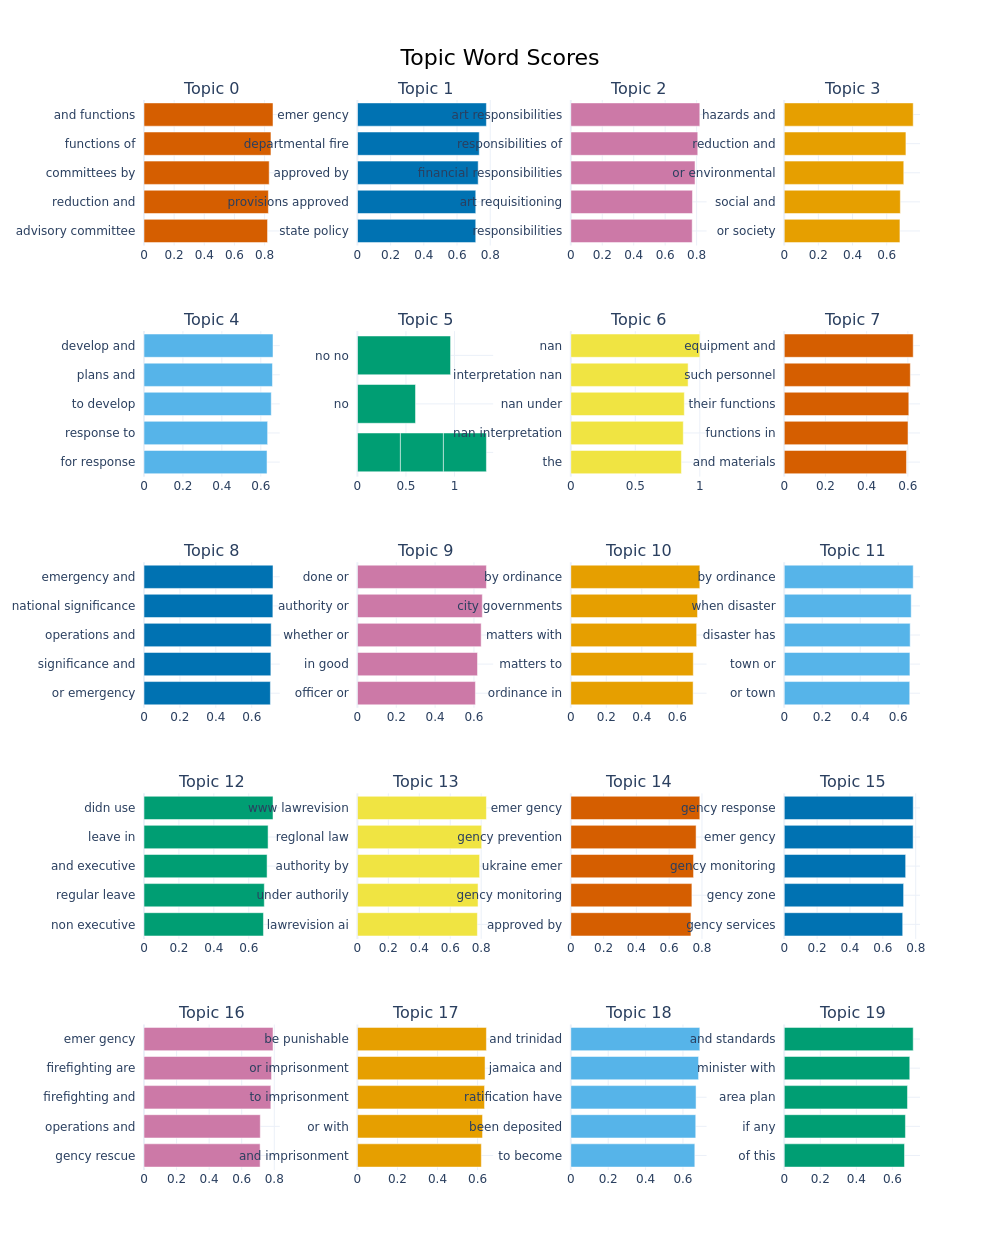 Topic Word Scores
Topic 0
and functions
functions of
committees by
reduction and
advisory committee
0 0.2 0.4 0.6 0.8
Topic 1
emer gency
departmental fire
approved by
provisions approved
state policy
0 0.2 0.4 0.6 0.8
Topic 2
art responsibilities
responsibilities of
financial responsibilities
art requisitioning
responsibilities
0 0.2 0.4 0.6 0.8
Topic 3
hazards and
reduction and
or environmental
social and
or society
0 0.2 0.4 0.6
Topic 4
develop and
plans and
to develop
response to
for response
0 0.2 0.4 0.6
Topic 5
no no
no
0 0.5 1
Topic 6
nan
interpretation nan
nan under
nan interpretation
the
0 0.5 1
Topic 7
equipment and
such personnel
their functions
functions in
and materials
0 0.2 0.4 0.6
Topic 8
emergency and
national significance
operations and
significance and
or emergency
0 0.2 0.4 0.6
Topic 9
done or
authority or
whether or
in good
officer or
0 0.2 0.4 0.6
Topic 10
by ordinance
city governments
matters with
matters to
ordinance in
0 0.2 0.4 0.6
Topic 11
by ordinance
when disaster
disaster has
town or
or town
0 0.2 0.4 0.6
Topic 12
didn use
leave in
and executive
regular leave
non executive
0 0.2 0.4 0.6
Topic 13
www lawrevision
reglonal law
authority by
under authorily
lawrevision ai
0 0.2 0.4 0.6 0.8
Topic 14
emer gency
gency prevention
ukraine emer
gency monitoring
approved by
0 0.2 0.4 0.6 0.8
Topic 15
gency response
emer gency
gency monitoring
gency zone
gency services
0 0.2 0.4 0.6 0.8
Topic 16
emer gency
firefighting are
firefighting and
operations and
gency rescue
0 0.2 0.4 0.6 0.8
Topic 17
be punishable
or imprisonment
to imprisonment
or with
and imprisonment
0 0.2 0.4 0.6
Topic 18
and trinidad
jamaica and
ratification have
been deposited
to become
0 0.2 0.4 0.6
Topic 19
and standards
minister with
area plan
if any
of this
0 0.2 0.4 0.6